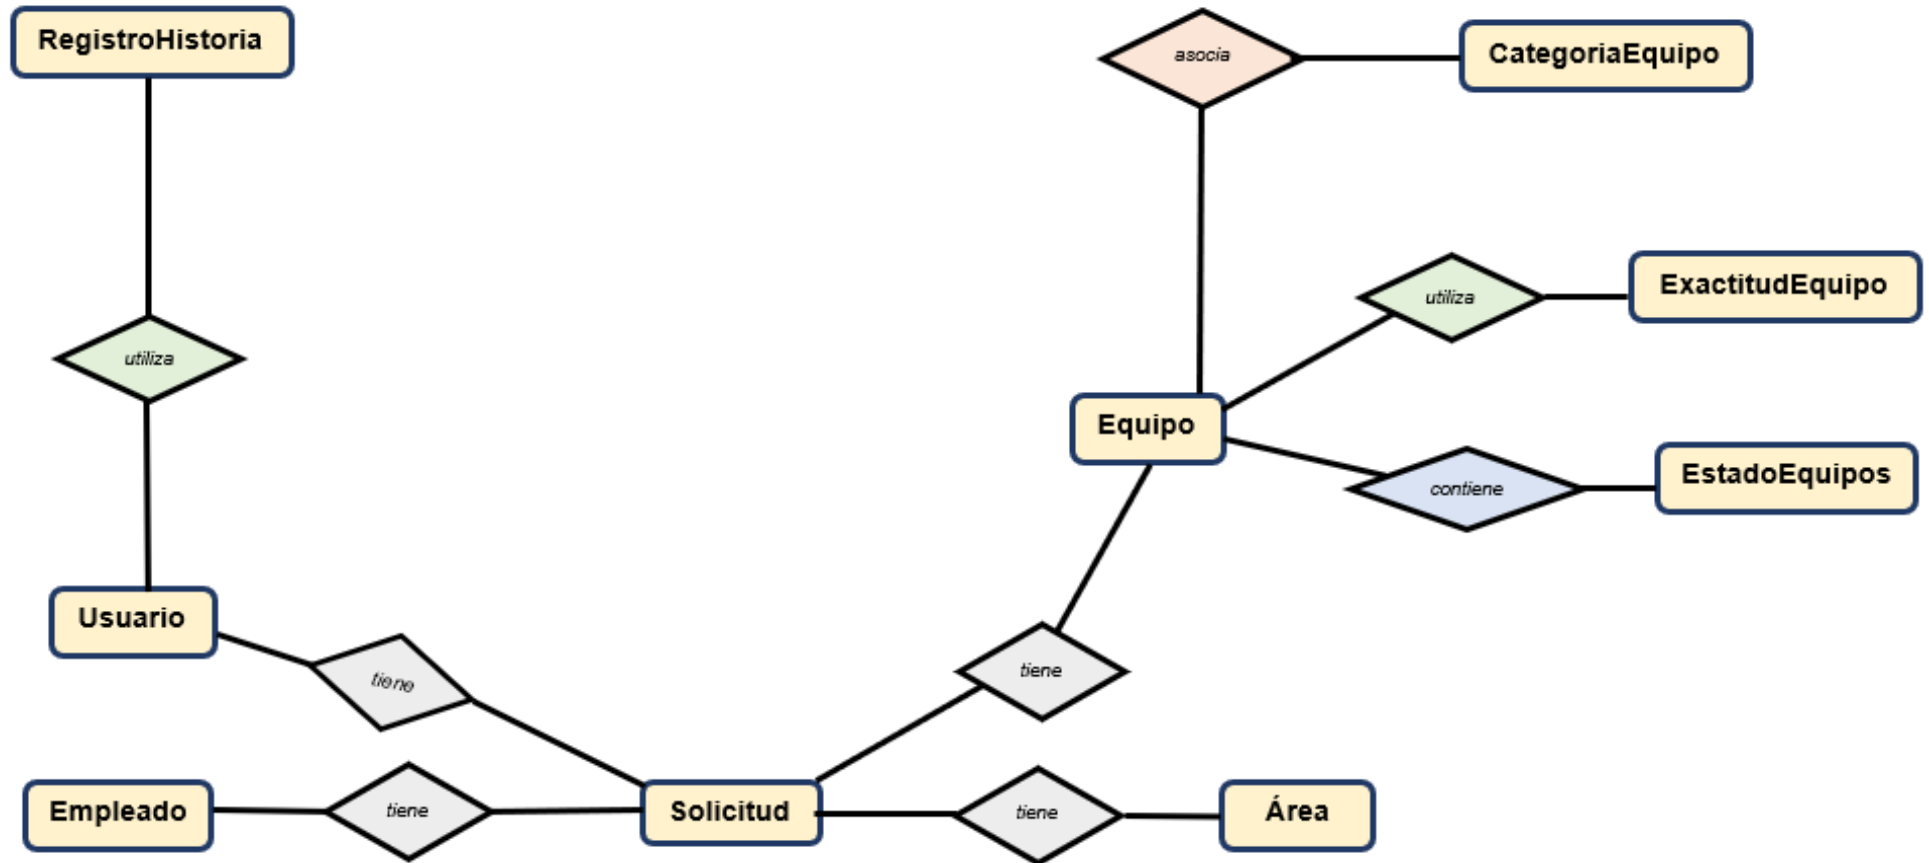 RegistroHistoria
asocia
CategoriaEquipo
utiliza
ExactitudEquipo
utiliza
Equipo
contiene
EstadoEquipos
Usuario
tiene
tiene
Empleado
tiene
Solicitud
tiene
Área